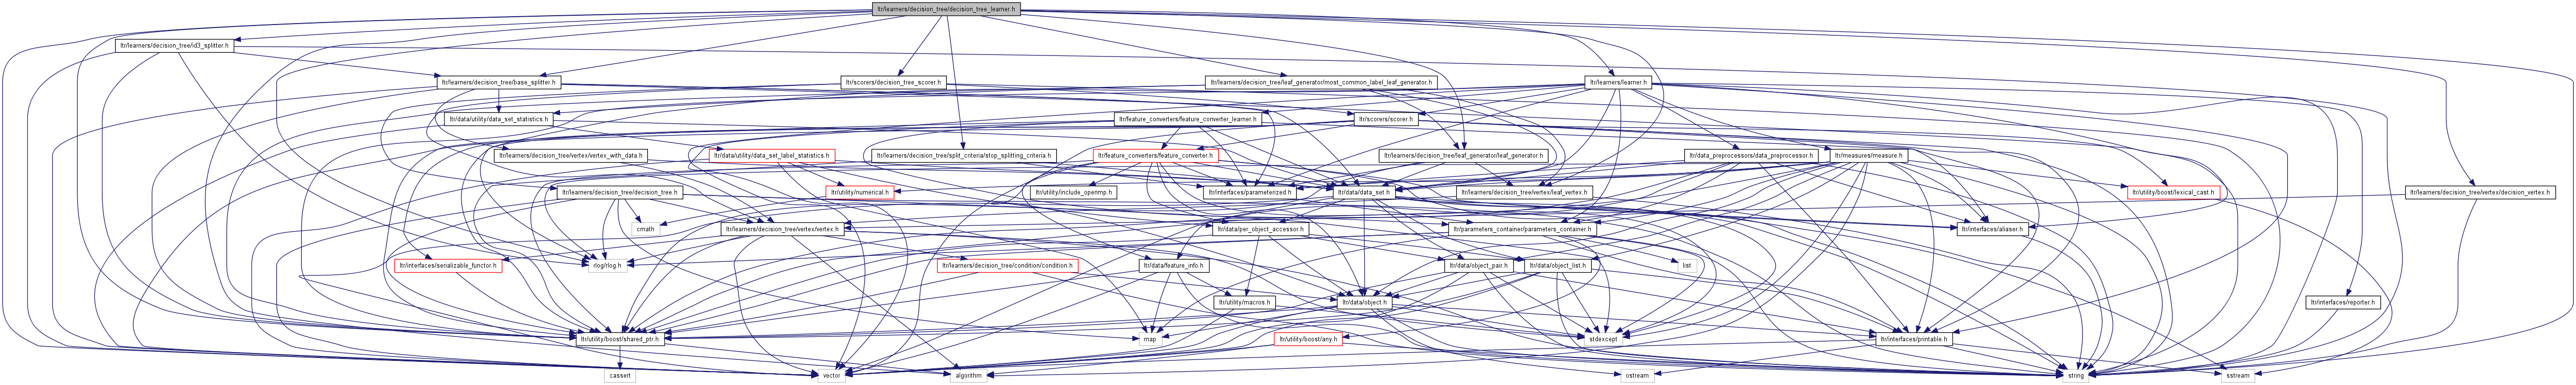 ltr/learners/decision_tree/decision_tree_learner.h
ltr/learners/decision_tree/id3_splitter.h
ltr/learners/decision_tree/base_splitter.h
ltr/scorers/decision_tree_scorer.h
ltr/learners/decision_tree/leaf_generator/most_common_label_leaf_generator.h
ltr/learners/learner.h
ltr/data/utility/data_set_statistics.h
ltr/feature_converters/feature_converter_learner.h
ltr/scorers/scorer.h
ltr/learners/decision_tree/vertex/vertex_with_data.h
ltr/data/utility/data_set_label_statistics.h
ltr/learners/decision_tree/split_criteria/stop_splitting_criteria.h
ltr/feature_converters/feature_converter.h
ltr/learners/decision_tree/leaf_generator/leaf_generator.h
ltr/data_preprocessors/data_preprocessor.h
ltr/measures/measure.h
ltr/learners/decision_tree/decision_tree.h
ltr/utility/numerical.h
ltr/utility/include_openmp.h
ltr/interfaces/parameterized.h
ltr/data/data_set.h
ltr/learners/decision_tree/vertex/leaf_vertex.h
ltr/utility/boost/lexical_cast.h
ltr/learners/decision_tree/vertex/decision_vertex.h
cmath
ltr/learners/decision_tree/vertex/vertex.h
ltr/data/per_object_accessor.h
ltr/parameters_container/parameters_container.h
ltr/interfaces/aliaser.h
ltr/interfaces/serializable_functor.h
rlog/rlog.h
ltr/learners/decision_tree/condition/condition.h
ltr/data/feature_info.h
ltr/data/object_pair.h
ltr/data/object_list.h
list
ltr/utility/macros.h
ltr/data/object.h
ltr/interfaces/reporter.h
ltr/utility/boost/shared_ptr.h
map
ltr/utility/boost/any.h
stdexcept
ltr/interfaces/printable.h
cassert
vector
algorithm
ostream
string
sstream